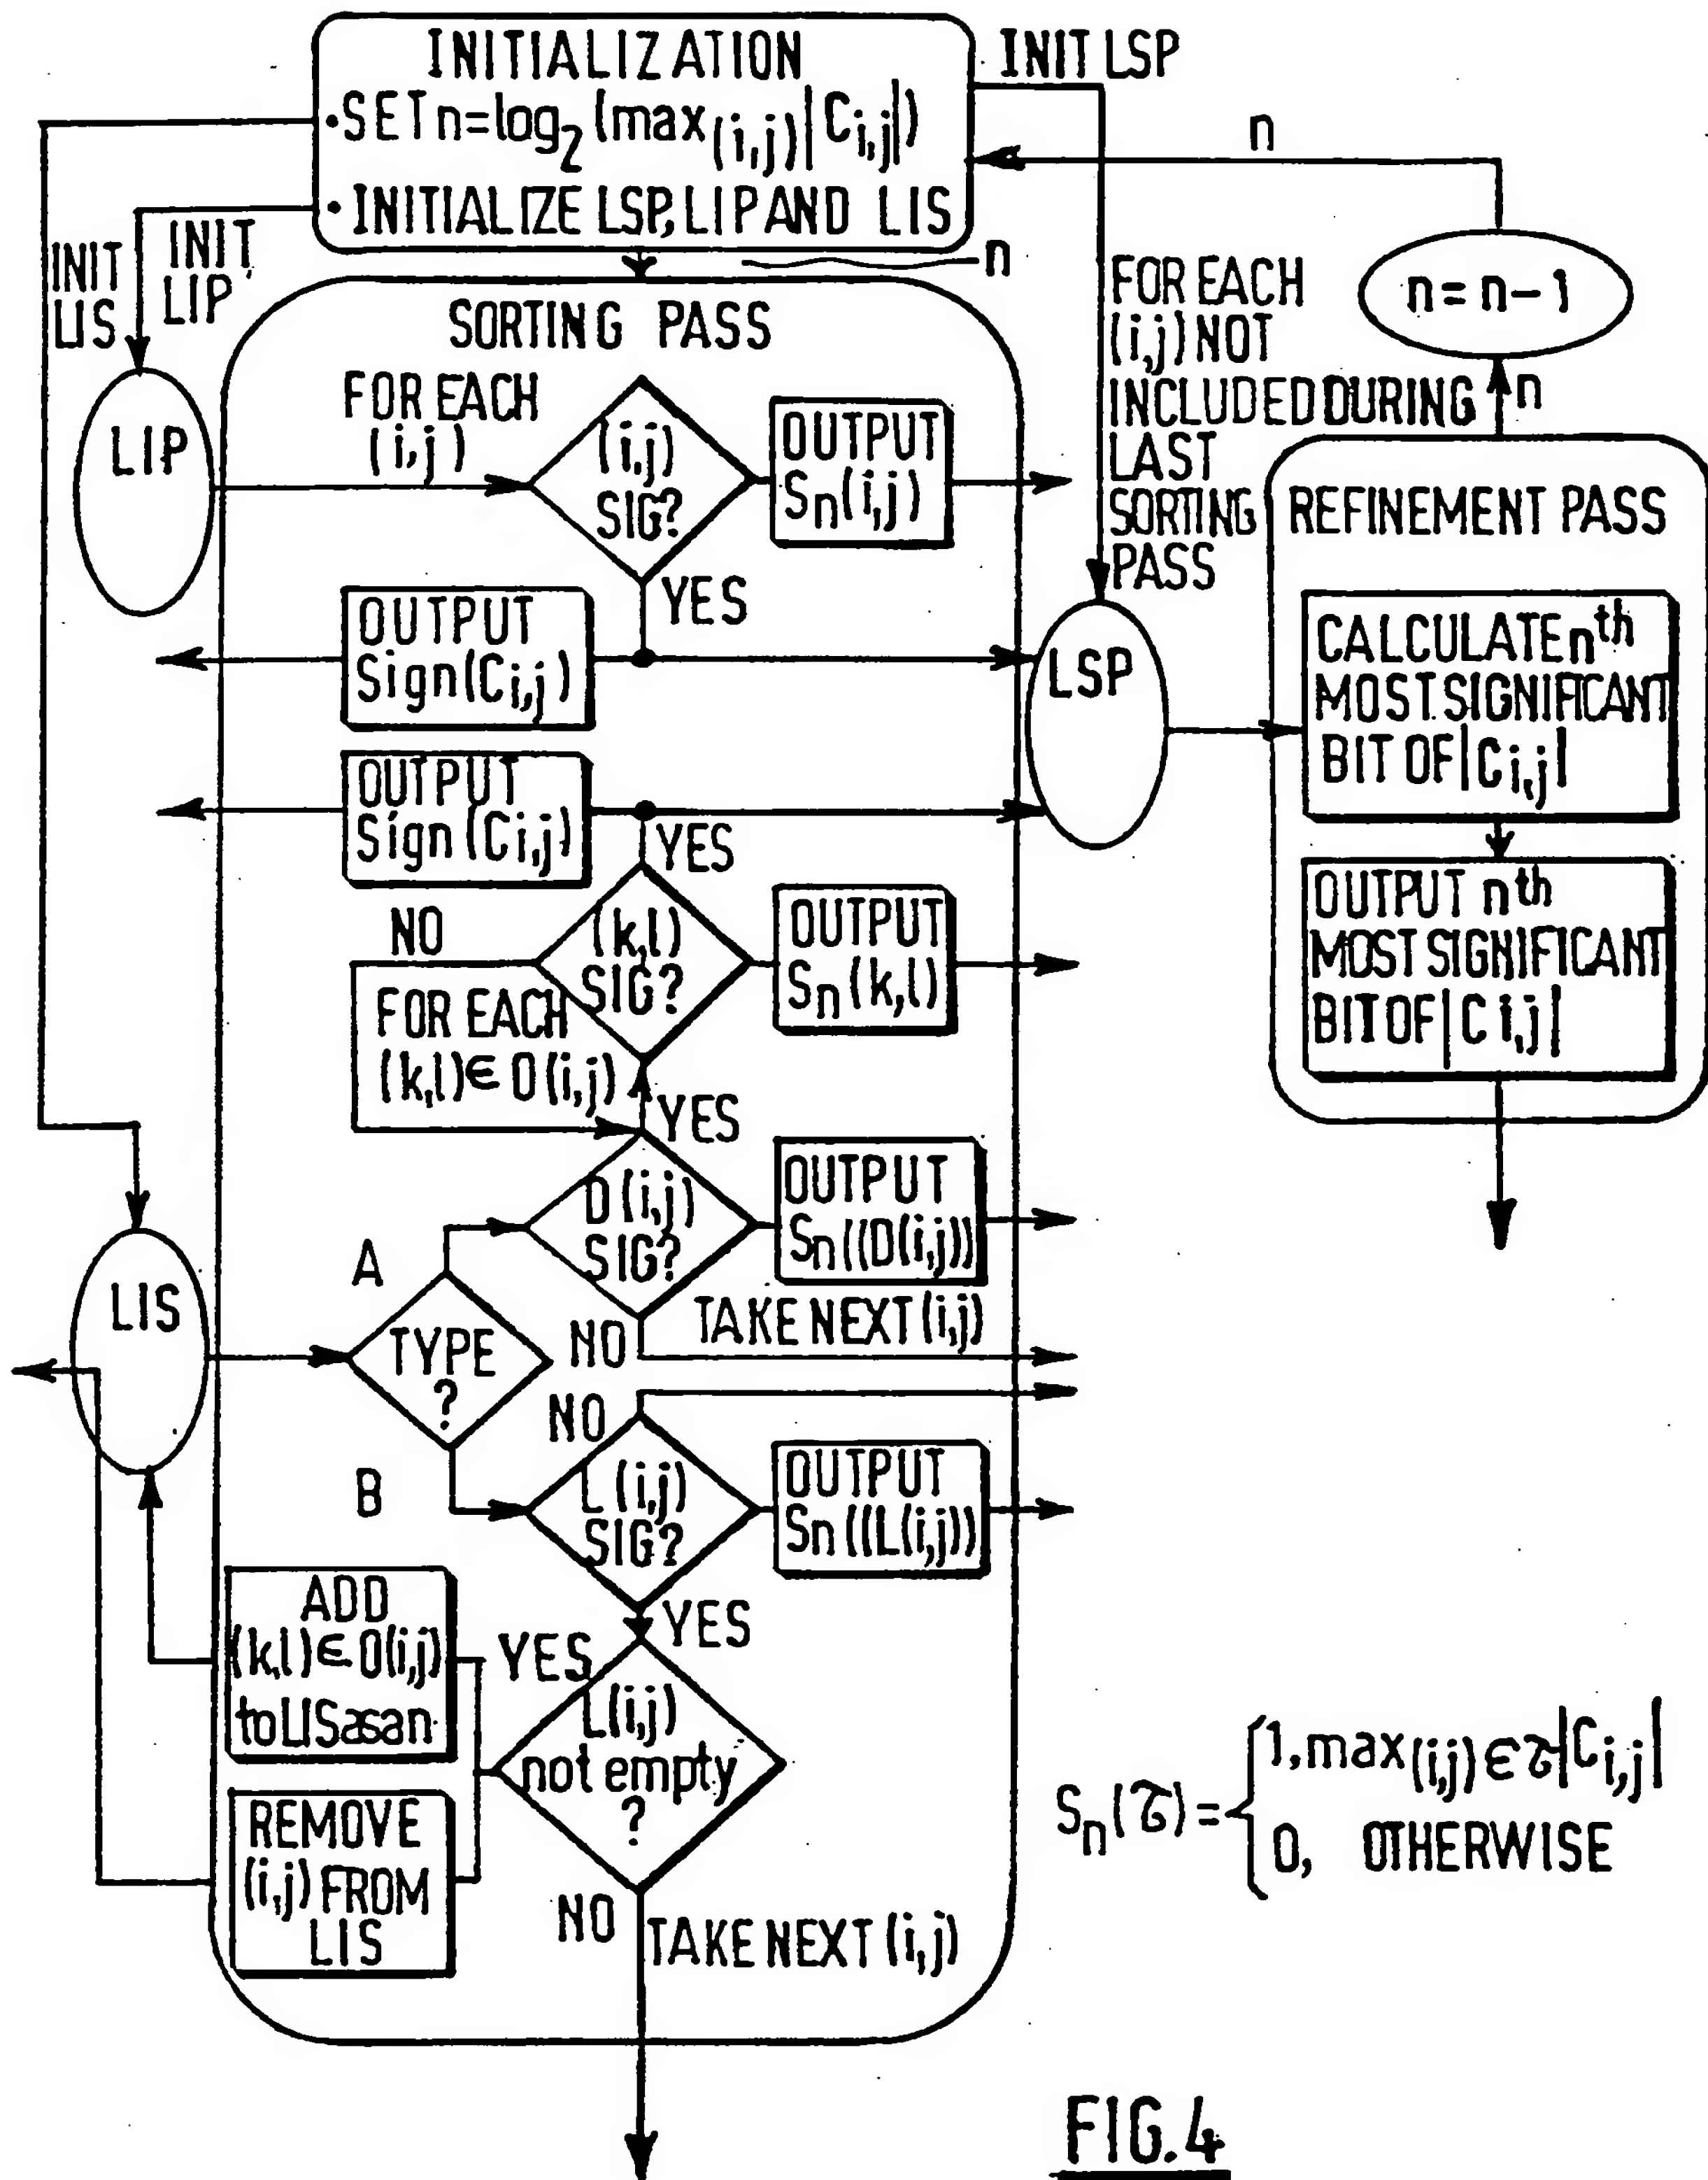 INITIALIZATION
•SET n=log2 (max(i,j)|Ci,j|)
•INITIALIZE LSP,LIP AND LIS
INIT LSP
n
n
INIT
LIS
INIT
LIP
n=n-1
n
FOR EACH
(i,j) NOT
INCLUDED DURING
LAST
SORTING
PASS
SORTING PASS
LIP
FOR EACH
(i,j)
(i,j)
SIG?
OUTPUT
Sn(i,j)
YES
OUTPUT
Sign(Ci,j)
LSP
REFINEMENT PASS
CALCULATE nth
MOST SIGNIFICANT
BIT OF |Ci,j|
OUTPUT nth
MOST SIGNIFICANT
BIT OF |Ci,j|
OUTPUT
Sign(Ci,j)
YES
NO
(k,l)
SIG?
OUTPUT
Sn(k,l)
FOR EACH
(k,l)∈O(i,j)
YES
D(i,j)
SIG?
OUTPUT
Sn((D(i,j))
A
LIS
TYPE
?
NO
TAKE NEXT (i,j)
NO
B
L(i,j)
SIG?
OUTPUT
Sn((L(i,j))
YES
ADD
(k,l)∈O(i,j)
to LIS as an
YES
L(i,j)
not empty
?
REMOVE
(i,j) FROM
LIS
NO
TAKE NEXT (i,j)
Sn(τ)={1, max(i,j)∈τ|Ci,j|
0, OTHERWISE
FIG.4